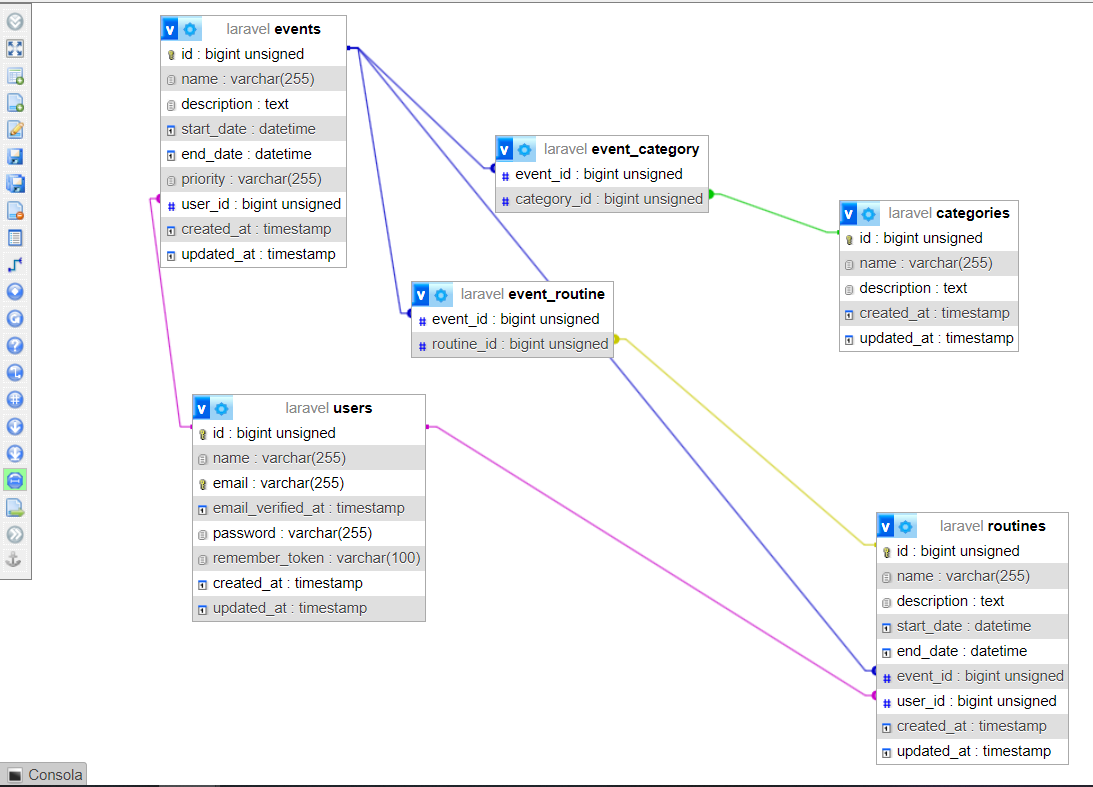 laravel events
id : bigint unsigned
name : varchar(255)
description : text
start_date : datetime
end_date : datetime
priority : varchar(255)
user_id : bigint unsigned
created_at : timestamp
updated_at : timestamp
laravel event_category
event_id : bigint unsigned
category_id : bigint unsigned
laravel categories
id : bigint unsigned
name : varchar(255)
description : text
created_at : timestamp
updated_at : timestamp
laravel event_routine
event_id : bigint unsigned
routine_id : bigint unsigned
laravel users
id : bigint unsigned
name : varchar(255)
email : varchar(255)
email_verified_at : timestamp
password : varchar(255)
remember_token : varchar(100)
created_at : timestamp
updated_at : timestamp
laravel routines
id : bigint unsigned
name : varchar(255)
description : text
start_date : datetime
end_date : datetime
event_id : bigint unsigned
user_id : bigint unsigned
created_at : timestamp
updated_at : timestamp
Consola